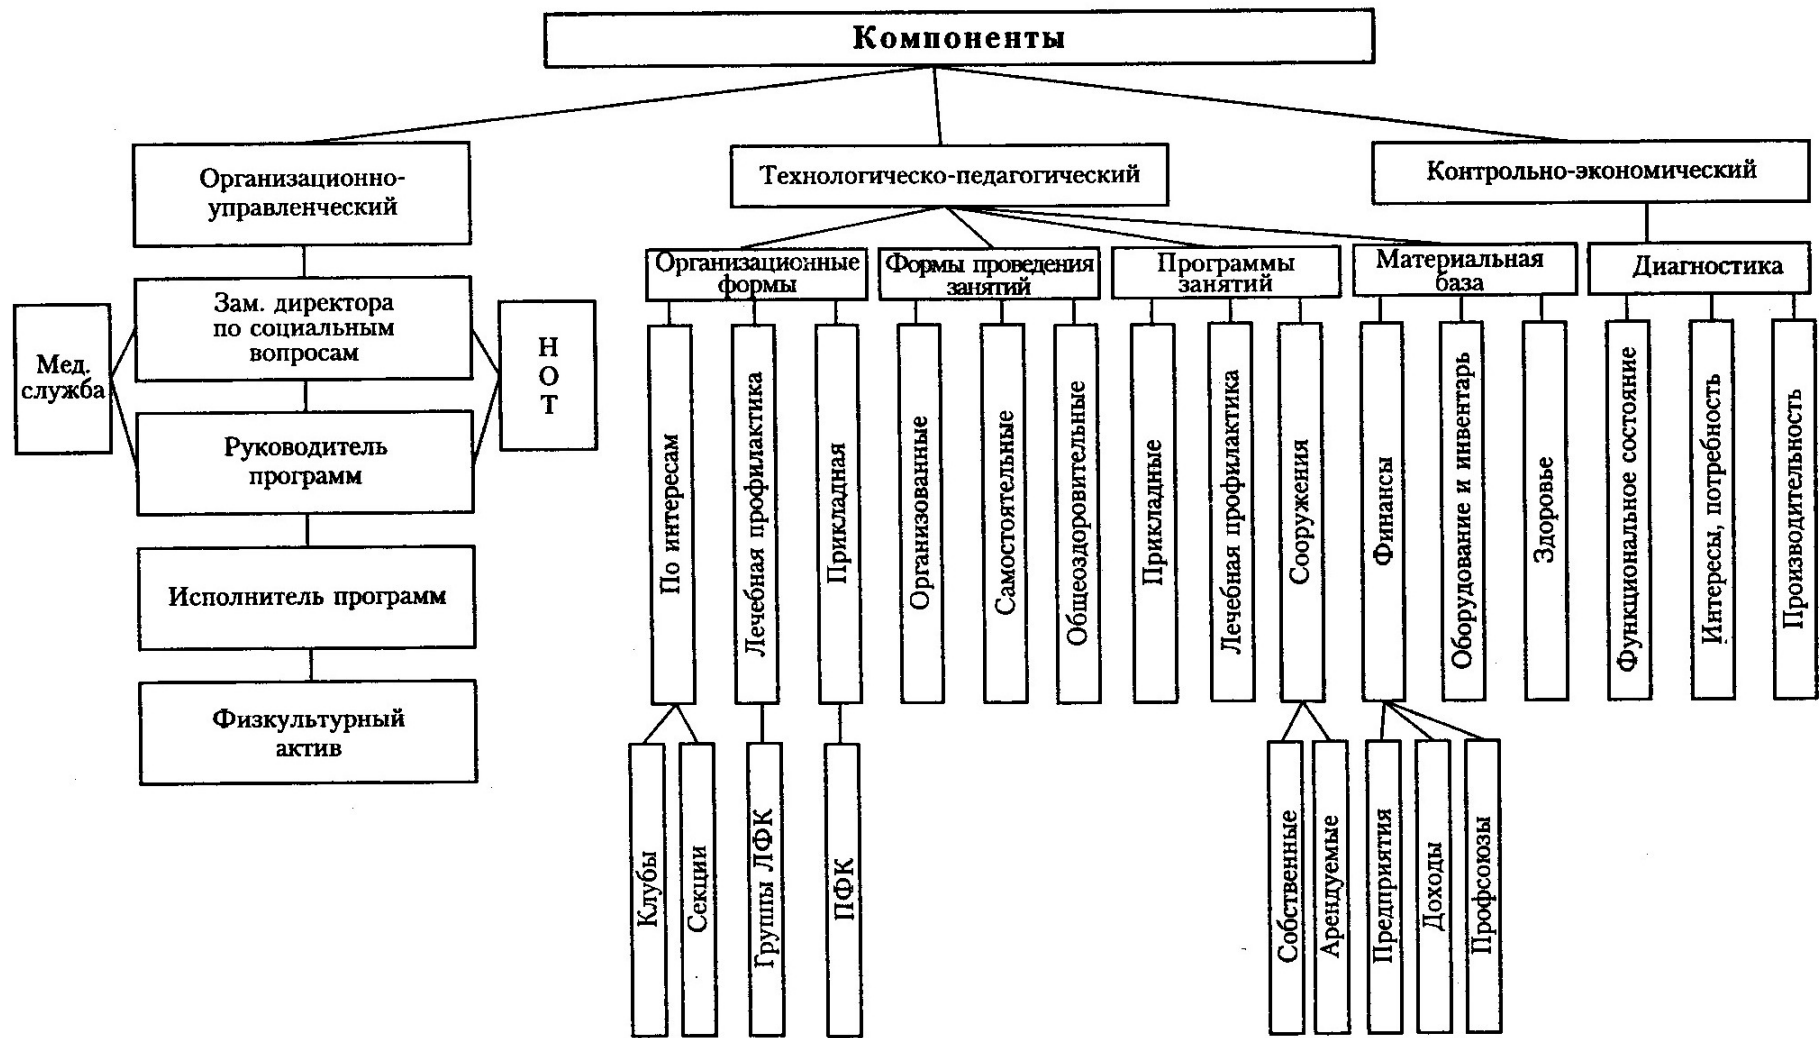 Компоненты
Организационно-
управленческий
Технологическо-педагогический
Контрольно-экономический
Зам. директора
по социальным
вопросам
Мед.
служба
Н
О
Т
Руководитель
программ
Исполнитель программ
Физкультурный
актив
Организационные
формы
Формы проведения
занятий
Программы
занятий
Материальная
база
Диагностика
По интересам
Лечебная профилактика
Прикладная
Организованные
Самостоятельные
Общеоздоровительные
Прикладные
Лечебная профилактика
Сооружения
Финансы
Оборудование и инвентарь
Здоровье
Функциональное состояние
Интересы, потребность
Производительность
Клубы
Секции
Группы ЛФК
ПФК
Собственные
Арендуемые
Предприятия
Доходы
Профсоюзы